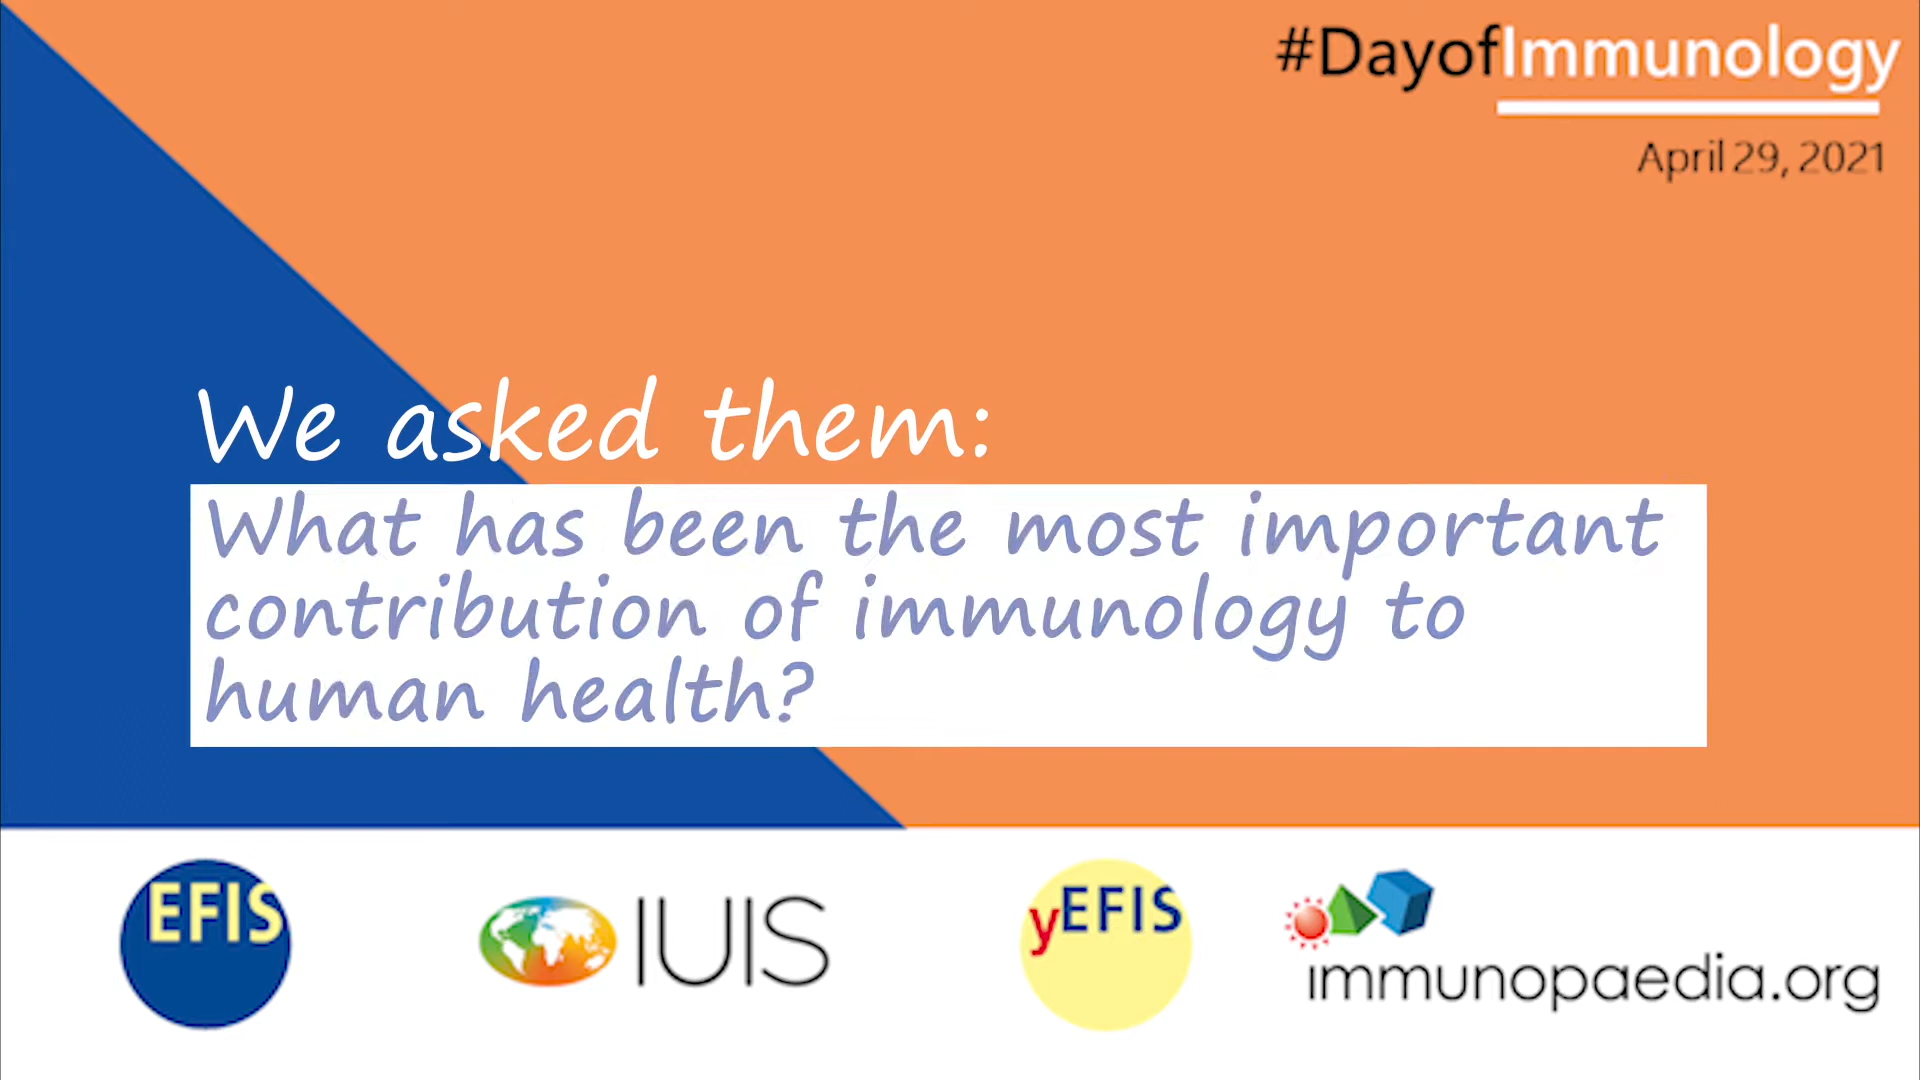 #DayofImmunology
April 29, 2021
We asked them:
What has been the most important
contribution of immunology to
human health?
EFIS
IUIS
yEFIS
immunopaedia.org